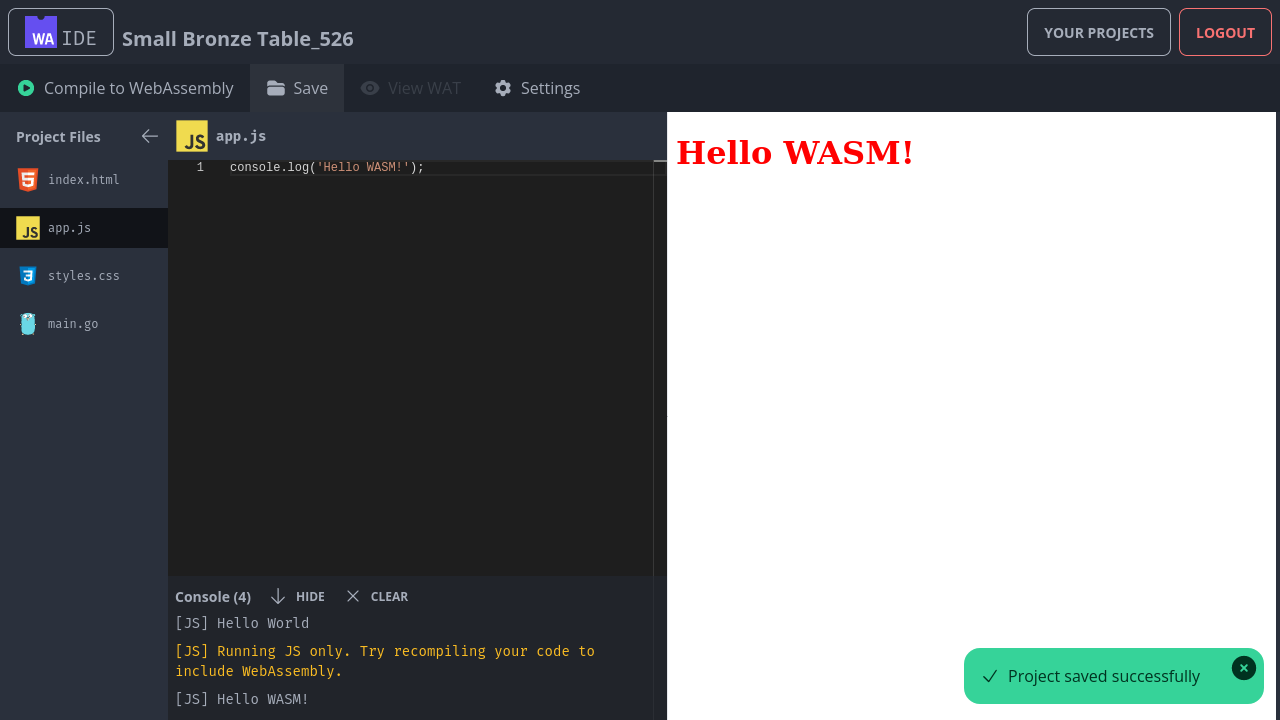 WA IDE
Small Bronze Table_526
YOUR PROJECTS
LOGOUT
Compile to WebAssembly
Save
View WAT
Settings
Project Files
index.html
JS app.js
styles.css
main.go
JS app.js
1 console.log('Hello WASM!');
Console (4)
HIDE
CLEAR
[JS] Hello World
[JS] Running JS only. Try recompiling your code to
include WebAssembly.
[JS] Hello WASM!
Hello WASM!
Project saved successfully